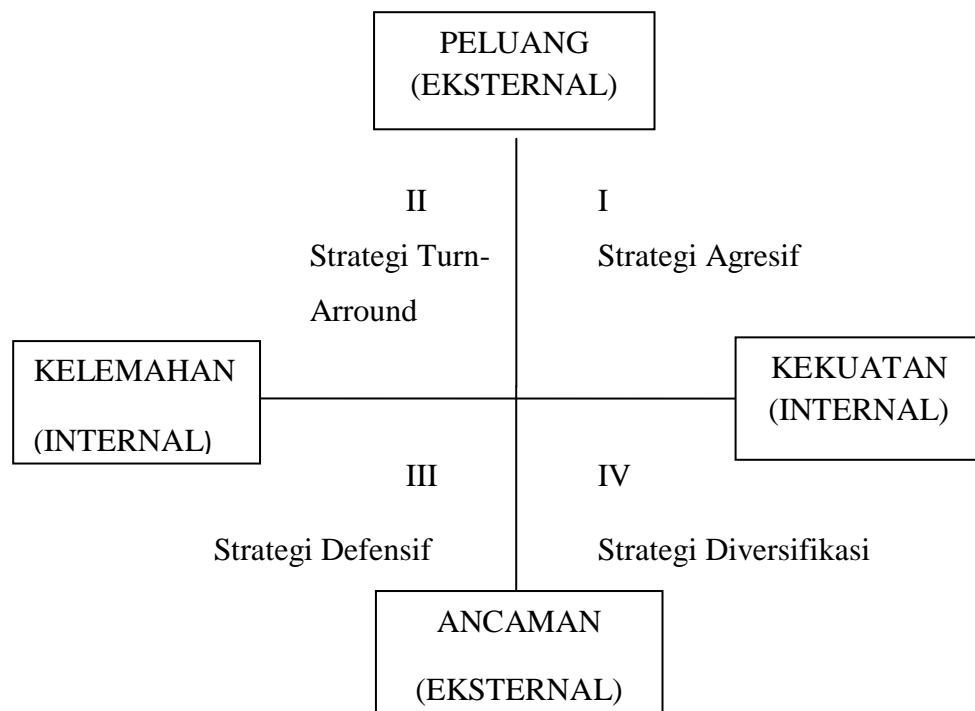 PELUANG
(EKSTERNAL)
II
I
Strategi Turn-
Arround
Strategi Agresif
KELEMAHAN
(INTERNAL)
KEKUATAN
(INTERNAL)
III
IV
Strategi Defensif
Strategi Diversifikasi
ANCAMAN
(EKSTERNAL)